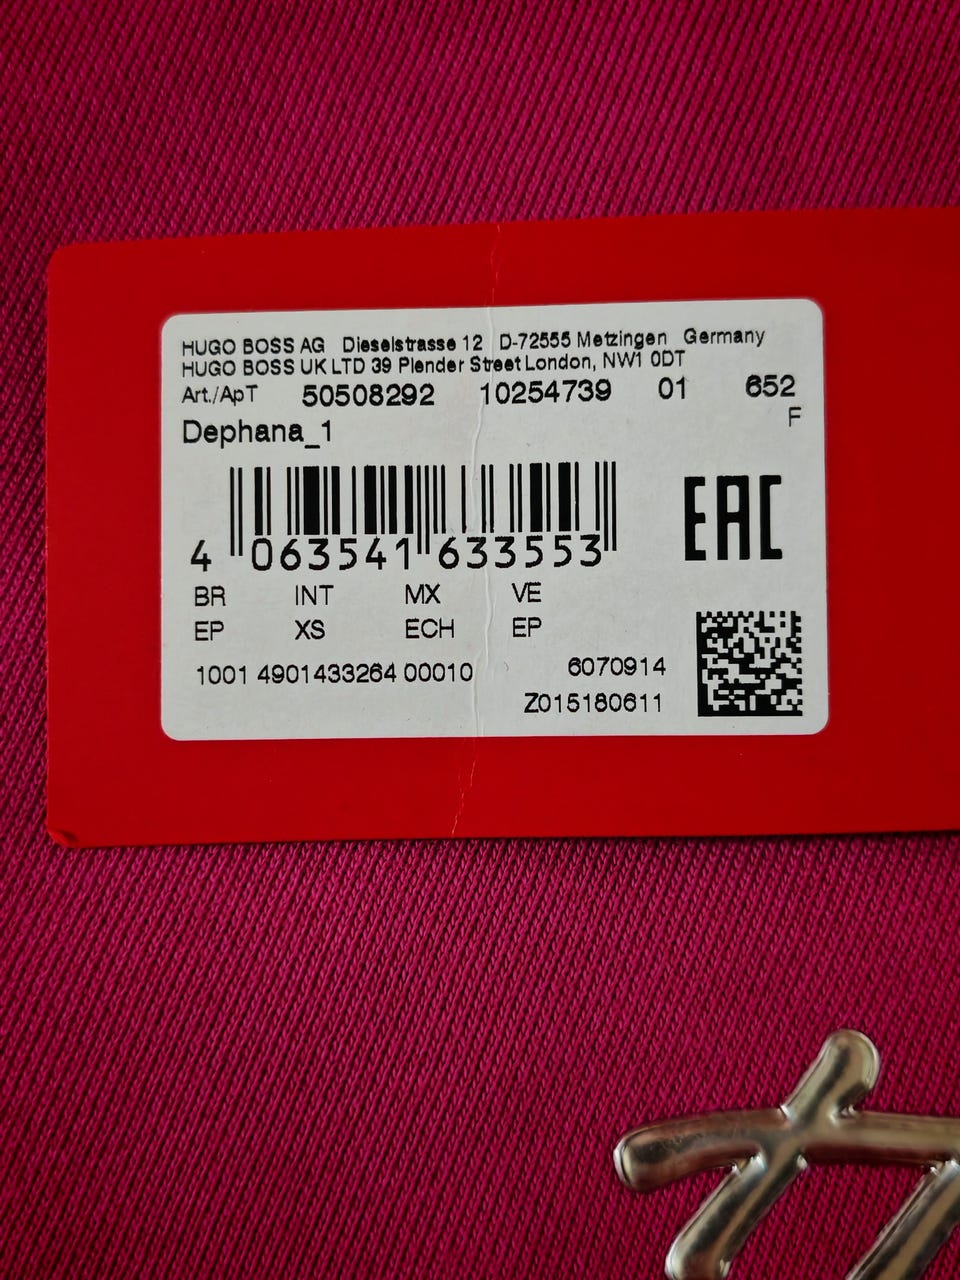 HUGO BOSS AG Dieselstrasse 12 D-72555 Metzingen Germany
HUGO BOSS UK LTD 39 Plender Street London, NW1 0DT
Art./ApT 50508292 10254739 01 652
F
Dephana_1
EAC
4 063541 633553
BR INT MX VE
EP XS ECH EP
1001 4901433264 00010 6070914
Z015180611